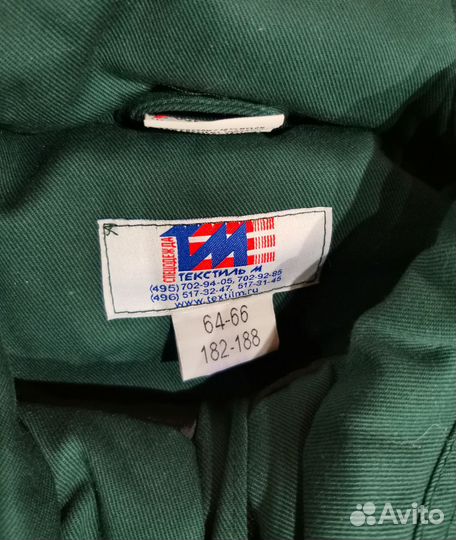 СПЕЦОДЕЖДА
ТМ
ТЕКСТИЛЬ М
(495)702-94-05, 702-92-85
(496) 517-32-47, 517-31-45
www.textilm.ru
64-66
182-188
Avito